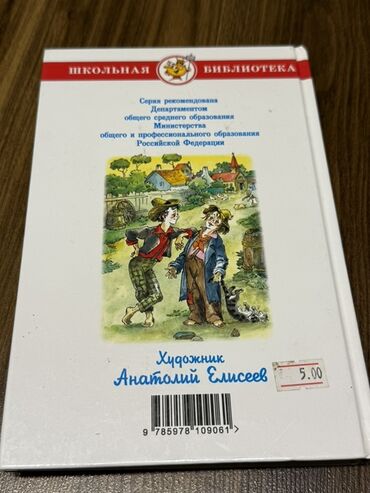 ШКОЛЬНАЯ БИБЛИОТЕКА
Серия рекомендована
Департаментом
общего среднего образования
Министерства
общего и профессионального образования
Российской Федерации
Художник
Анатолий Елисеев
5.00
9 785978 109061 >